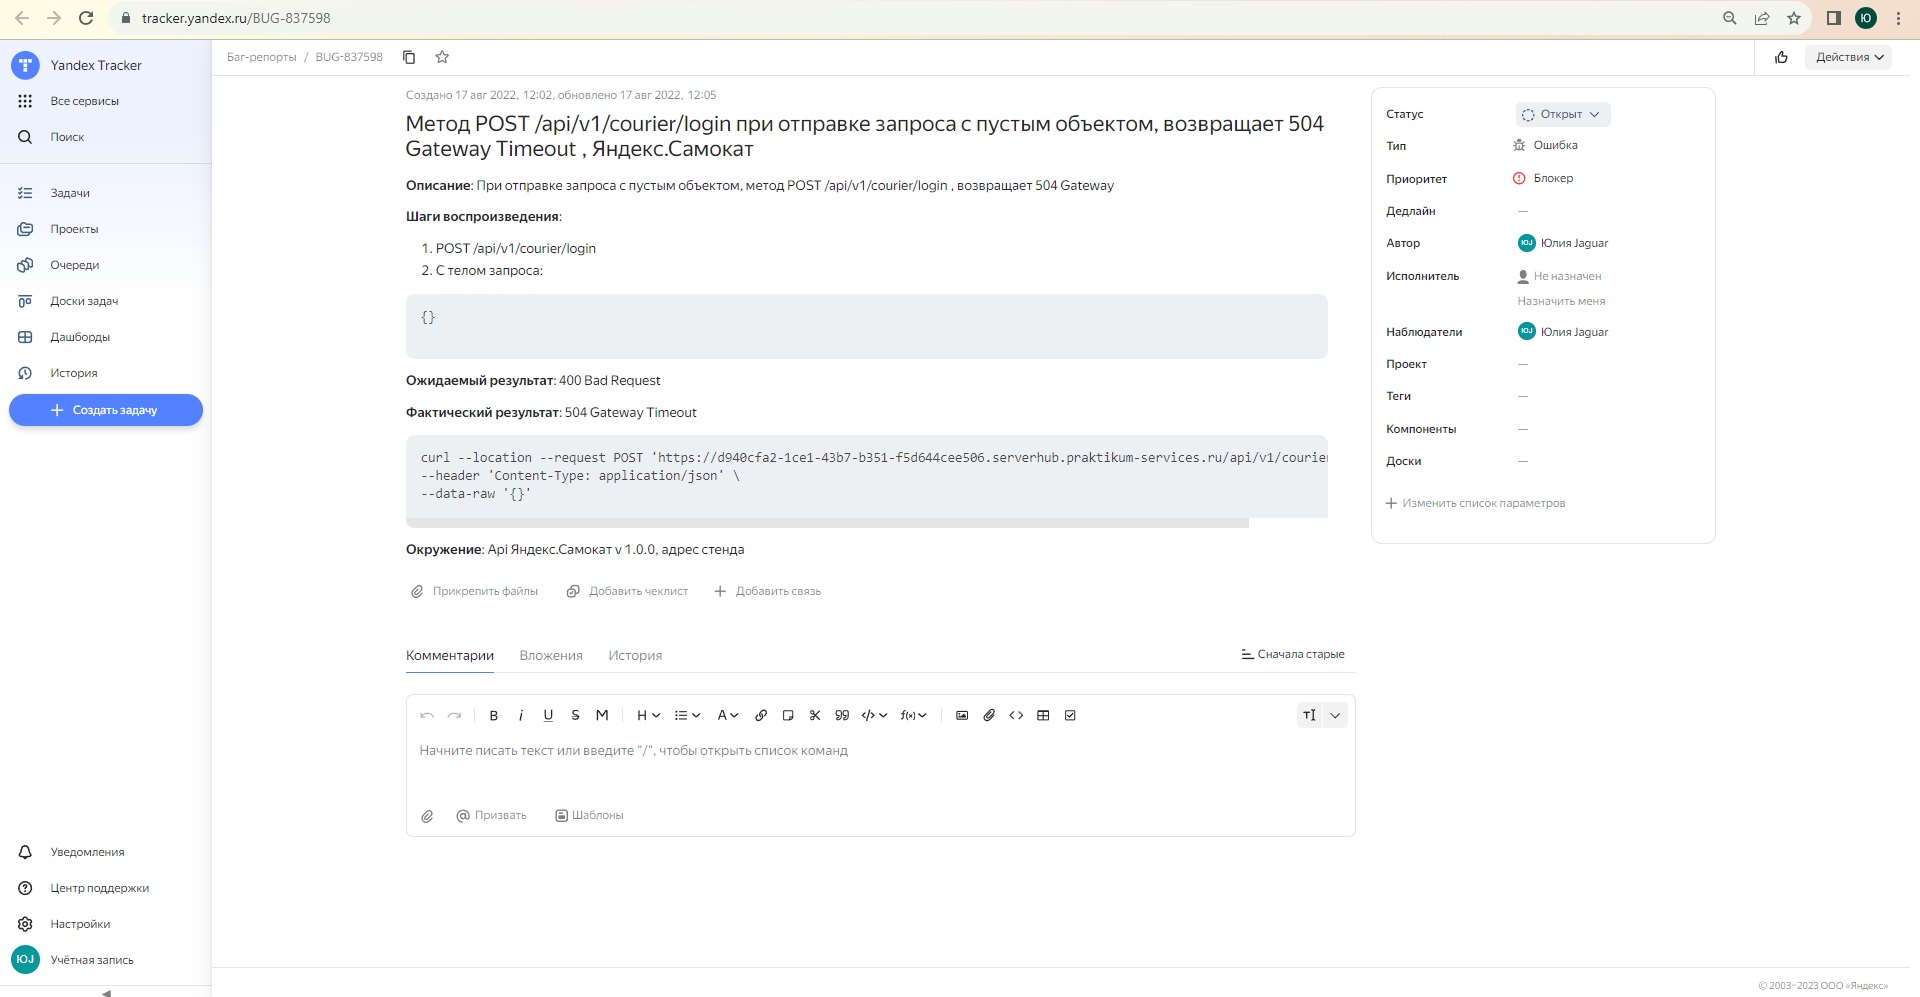 tracker.yandex.ru/BUG-837598
Ю
Yandex Tracker
Все сервисы
Поиск
Задачи
Проекты
Очереди
Доски задач
Дашборды
История
Создать задачу
Уведомления
Центр поддержки
Настройки
ЮJ Учётная запись
Баг-репорты / BUG-837598
Действия
Создано 17 авг 2022, 12:02, обновлено 17 авг 2022, 12:05
Метод POST /api/v1/courier/login при отправке запроса с пустым объектом, возвращает 504
Gateway Timeout , Яндекс.Самокат
Описание: При отправке запроса с пустым объектом, метод POST /api/v1/courier/login , возвращает 504 Gateway
Шаги воспроизведения:
1. POST /api/v1/courier/login
2. С телом запроса:
{}
Ожидаемый результат: 400 Bad Request
Фактический результат: 504 Gateway Timeout
curl --location --request POST 'https://d940cfa2-1ce1-43b7-b351-f5d644cee506.serverhub.praktikum-services.ru/api/v1/courier
--header 'Content-Type: application/json' \
--data-raw '{}'
Окружение: Api Яндекс.Самокат v 1.0.0, адрес стенда
Прикрепить файлы Добавить чеклист Добавить связь
Комментарии Вложения История Сначала старые
B i U S M H A f(x) TI
Начните писать текст или введите "/", чтобы открыть список команд
Призвать Шаблоны
Статус Открыт
Тип Ошибка
Приоритет Блокер
Дедлайн —
Автор ЮJ Юлия Jaguar
Исполнитель Не назначен
Назначить меня
Наблюдатели ЮJ Юлия Jaguar
Проект —
Теги —
Компоненты —
Доски —
Изменить список параметров
© 2003–2023 ООО «Яндекс»